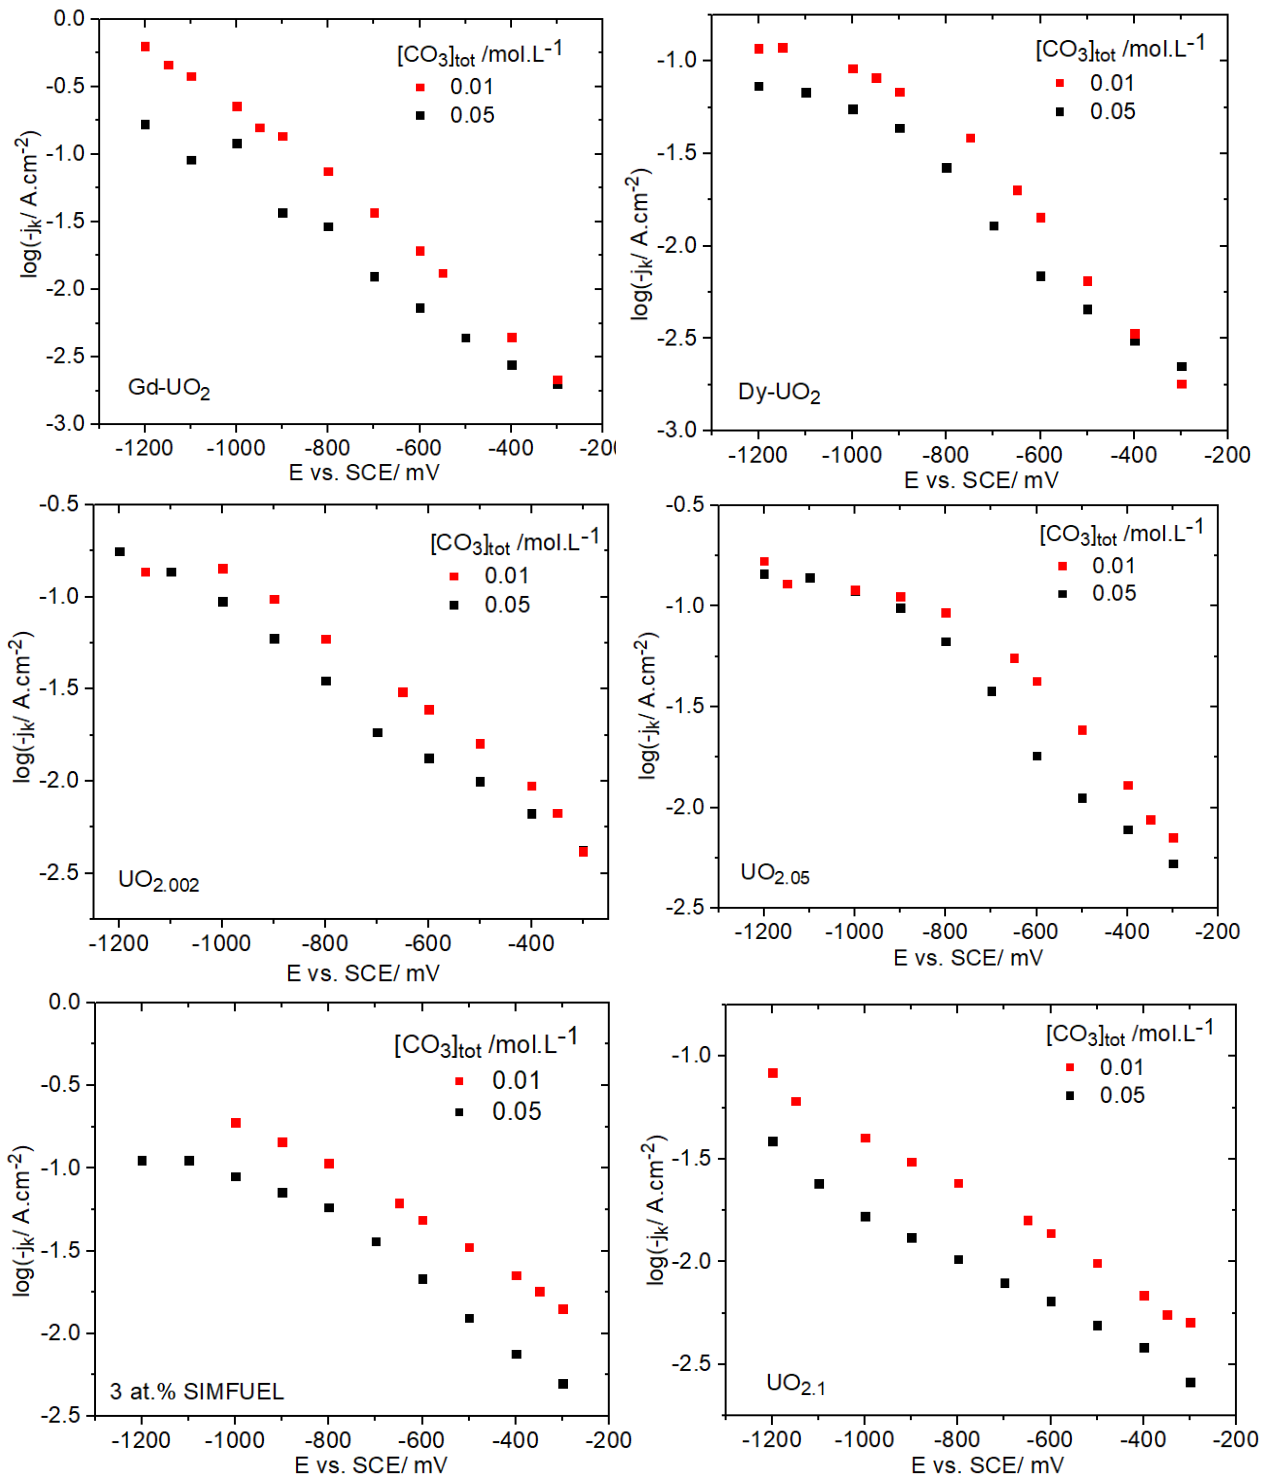 0.0
-0.5
-1.0
-1.5
-2.0
-2.5
-3.0
log(-jk/ A.cm-2)
[CO3]tot /mol.L-1
0.01
0.05
Gd-UO2
-1200 -1000 -800 -600 -400 -20
E vs. SCE/ mV
-1.0
-1.5
-2.0
-2.5
-3.0
log(-jk/ A.cm-2)
[CO3]tot /mol.L-1
0.01
0.05
Dy-UO2
-1200 -1000 -800 -600 -400 -200
E vs. SCE/ mV
-0.5
-1.0
-1.5
-2.0
-2.5
log(-jk/ A.cm-2)
[CO3]tot /mol.L-1
0.01
0.05
UO2.002
-1200 -1000 -800 -600 -400
E vs. SCE/ mV
-0.5
-1.0
-1.5
-2.0
-2.5
log(-jk/ A.cm-2)
[CO3]tot /mol.L-1
0.01
0.05
UO2.05
-1200 -1000 -800 -600 -400 -200
E vs. SCE/ mV
0.0
-0.5
-1.0
-1.5
-2.0
-2.5
log(-jk/ A.cm-2)
[CO3]tot /mol.L-1
0.01
0.05
3 at.% SIMFUEL
-1200 -1000 -800 -600 -400 -200
E vs. SCE/ mV
-1.0
-1.5
-2.0
-2.5
log(-jk/ A.cm-2)
[CO3]tot /mol.L-1
0.01
0.05
UO2.1
-1200 -1000 -800 -600 -400 -200
E vs. SCE/ mV